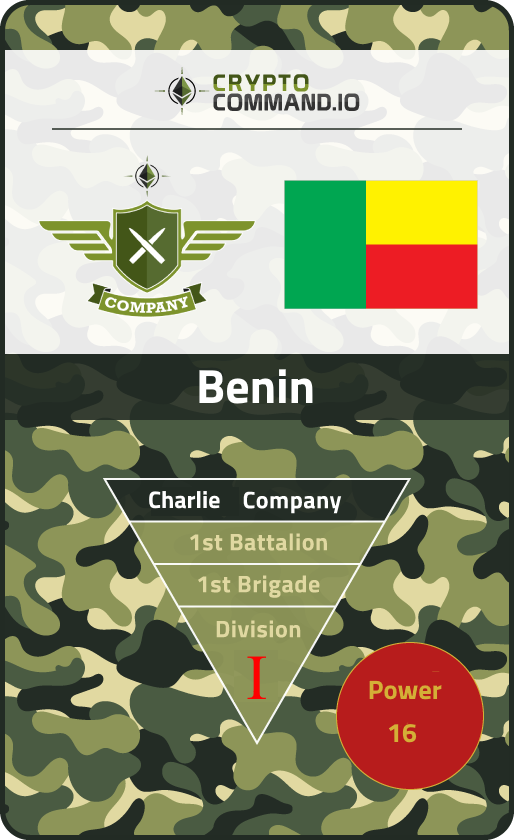 CRYPTO
COMMAND.IO
COMPANY
Benin
Charlie Company
1st Battalion
1st Brigade
Division
I
Power
16